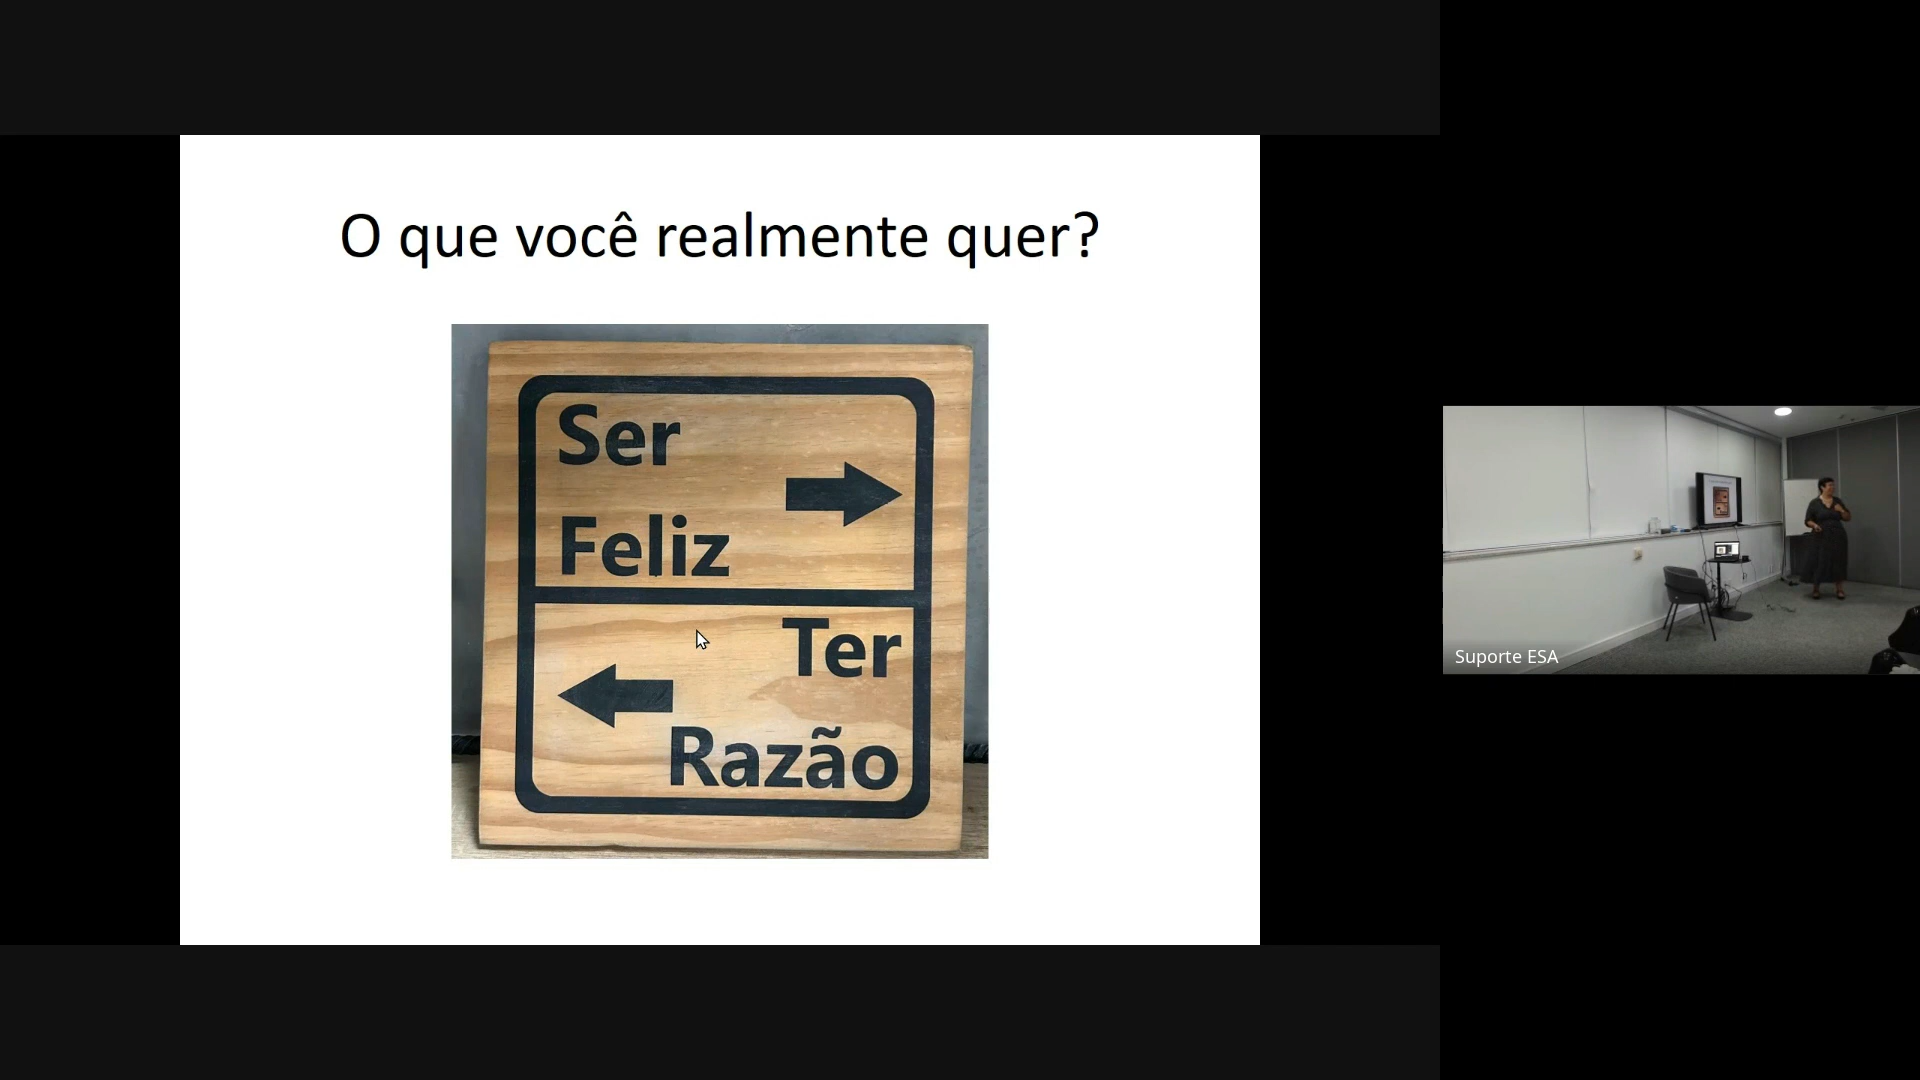 O que você realmente quer?
Ser
Feliz
Ter
Razão
Suporte ESA